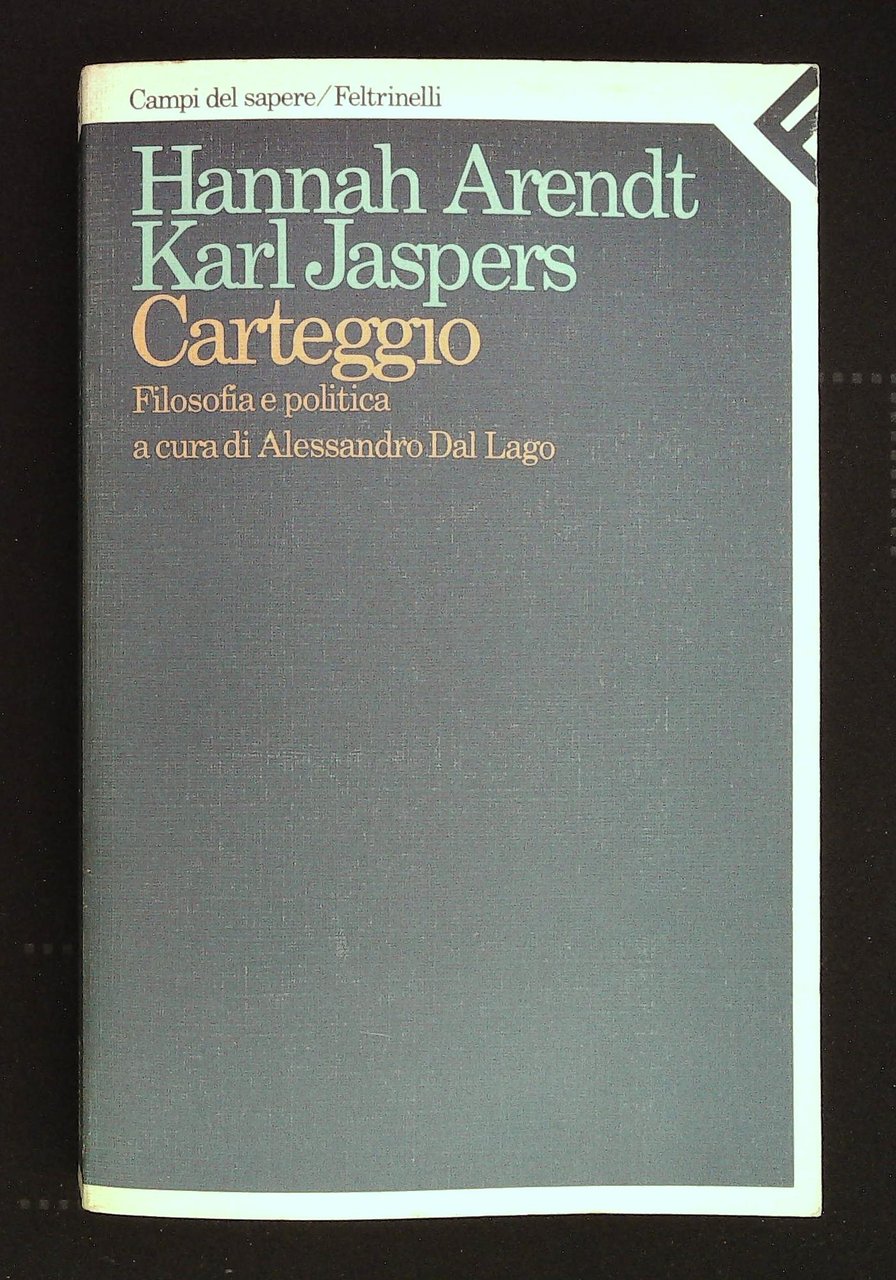 Campi del sapere/Feltrinelli
Hannah Arendt
Karl Jaspers
Carteggio
Filosofia e politica
a cura di Alessandro Dal Lago